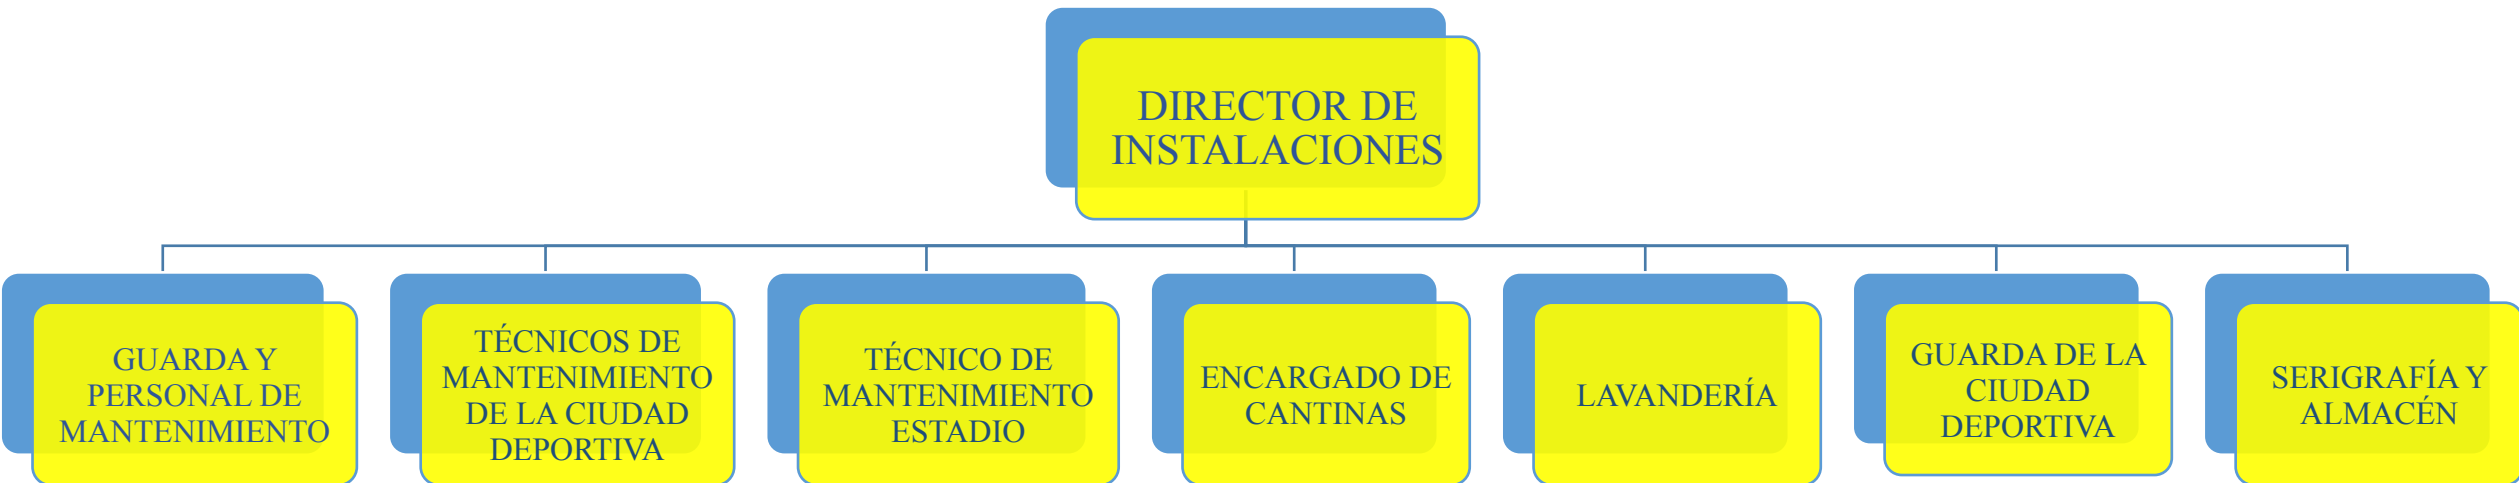 DIRECTOR DE
INSTALACIONES
GUARDA Y
PERSONAL DE
MANTENIMIENTO
TÉCNICOS DE
MANTENIMIENTO
DE LA CIUDAD
DEPORTIVA
TÉCNICO DE
MANTENIMIENTO
ESTADIO
ENCARGADO DE
CANTINAS
LAVANDERÍA
GUARDA DE LA
CIUDAD
DEPORTIVA
SERIGRAFÍA Y
ALMACÉN